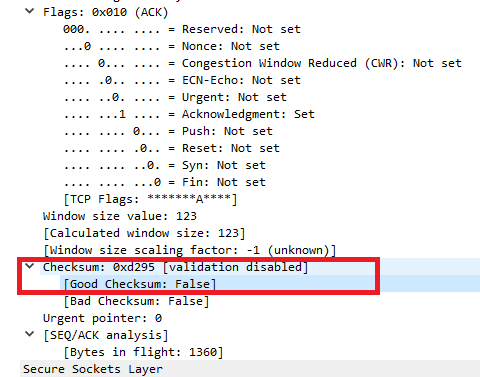 Flags: 0x010 (ACK)
000. .... .... = Reserved: Not set
...0 .... .... = Nonce: Not set
.... 0... .... = Congestion Window Reduced (CWR): Not set
.... .0.. .... = ECN-Echo: Not set
.... ..0. .... = Urgent: Not set
.... ...1 .... = Acknowledgment: Set
.... .... 0... = Push: Not set
.... .... .0.. = Reset: Not set
.... .... ..0. = Syn: Not set
.... .... ...0 = Fin: Not set
[TCP Flags: *******A****]
Window size value: 123
[Calculated window size: 123]
[Window size scaling factor: -1 (unknown)]
Checksum: 0xd295 [validation disabled]
[Good Checksum: False]
[Bad Checksum: False]
Urgent pointer: 0
[SEQ/ACK analysis]
[Bytes in flight: 1360]
Secure Sockets Layer